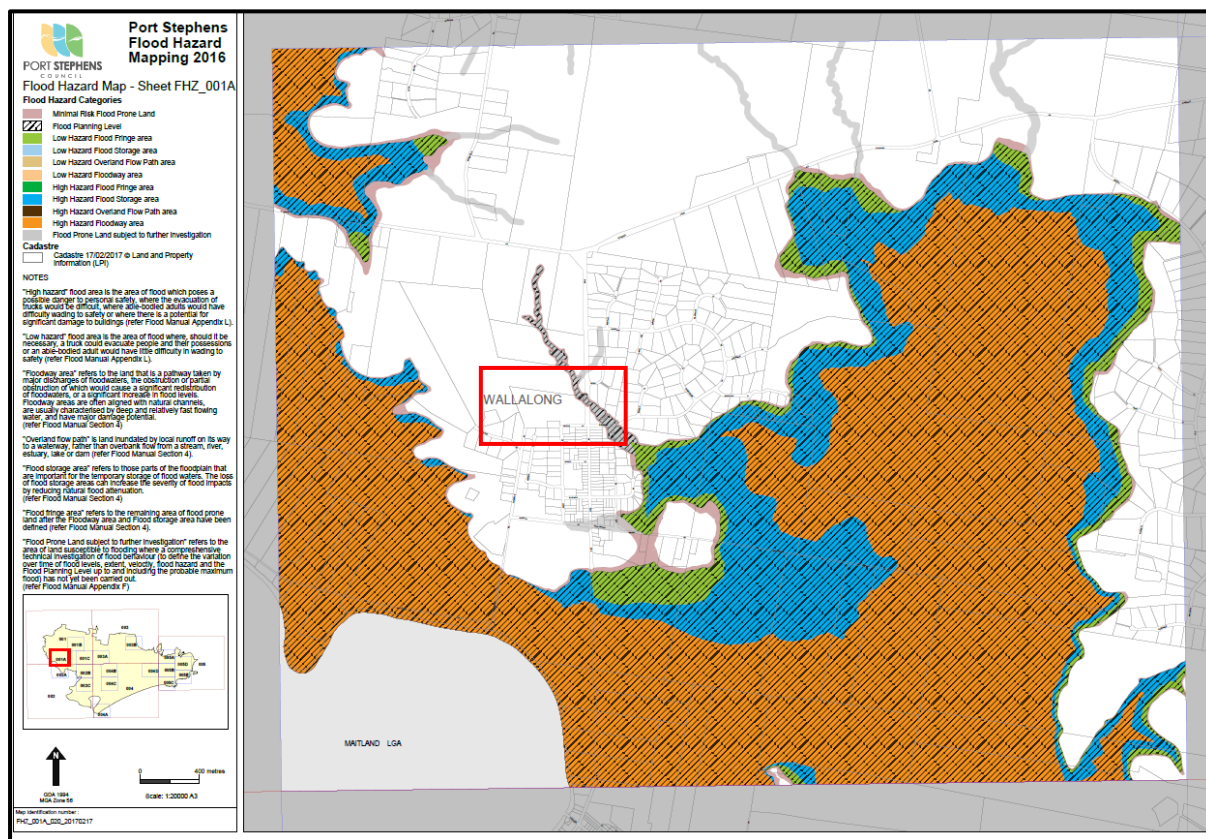 Port Stephens
Flood Hazard
Mapping 2016
PORT STEPHENS
COUNCIL
Flood Hazard Map - Sheet FHZ_001A
Flood Hazard Categories
Minimal Risk Flood Prone Land
Flood Planning Level
Low Hazard Flood Fringe area
Low Hazard Flood Storage area
Low Hazard Overland Flow Path area
Low Hazard Floodway area
High Hazard Flood Fringe area
High Hazard Flood Storage area
High Hazard Overland Flow Path area
High Hazard Floodway area
Flood Prone Land subject to further investigation
Cadastre
Cadastre 17/02/2017 © Land and Property
Information (LPI)
NOTES
"High hazard" flood area is the area of flood which poses a
possible danger to personal safety, where the evacuation of
trucks would be difficult, where able-bodied adults would have
difficulty wading to safety or where there is a potential for
significant damage to buildings (refer Flood Manual Appendix L).
"Low hazard" flood area is the area of flood where, should it be
necessary, a truck could evacuate people and their possessions
or an able-bodied adult would have little difficulty in wading to
safety (refer Flood Manual Appendix L).
"Floodway area" refers to the land that is a pathway taken by
major discharges of floodwaters, the obstruction or partial
obstruction of which would cause a significant redistribution
of floodwaters, or a significant increase in flood levels.
Floodway areas are often aligned with natural channels,
are usually characterised by deep and relatively fast flowing
water, and have major damage potential.
(refer Flood Manual Section 4)
"Overland flow path" is land inundated by local runoff on its way
to a waterway, rather than overbank flow from a stream, river,
estuary, lake or dam (refer Flood Manual Section 4).
"Flood storage area" refers to those parts of the floodplain that
are important for the temporary storage of flood waters. The loss
of flood storage areas can increase the severity of flood impacts
by reducing natural flood attenuation.
(refer Flood Manual Section 4)
"Flood fringe area" refers to the remaining area of flood prone
land after the Floodway area and Flood storage area have been
defined (refer Flood Manual Section 4).
"Flood Prone Land subject to further investigation" refers to the
area of land susceptible to flooding where a comprehensive
technical investigation of flood behaviour (to define the variation
over time of flood levels, extent, velocity, flood hazard and the
Flood Planning Level up to and including the probable maximum
flood) has not yet been carried out.
(refer Flood Manual Appendix F)
001
001B
003
001A
001C
003A
002
004
005
N
GDA 1994
MGA Zone 56
0 400 metres
Scale: 1:20000 A3
Map identification number :
FHZ_001A_020_20170217
WALLALONG
MAITLAND LGA